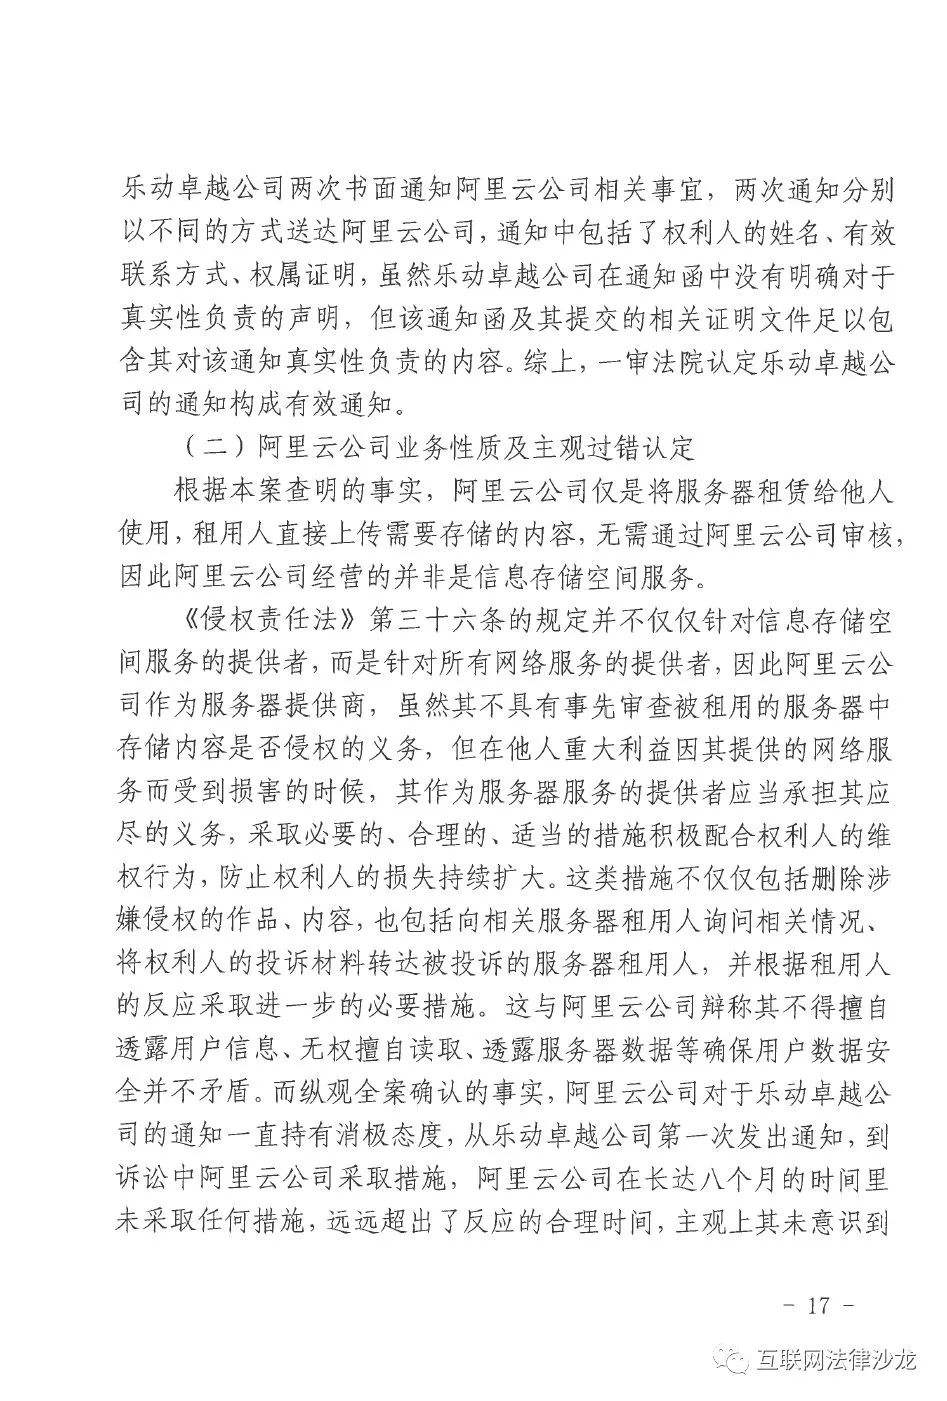 乐动卓越公司两次书面通知阿里云公司相关事宜，两次通知分别
以不同的方式送达阿里云公司，通知中包括了权利人的姓名、有效
联系方式、权属证明，虽然乐动卓越公司在通知函中没有明确对于
真实性负责的声明，但该通知函及其提交的相关证明文件足以包
含其对该通知真实性负责的内容。综上，一审法院认定乐动卓越公
司的通知构成有效通知。
（二）阿里云公司业务性质及主观过错认定
根据本案查明的事实，阿里云公司仅是将服务器租赁给他人
使用，租用人直接上传需要存储的内容，无需通过阿里云公司审核，
因此阿里云公司经营的并非是信息存储空间服务。
《侵权责任法》第三十六条的规定并不仅仅针对信息存储空
间服务的提供者，而是针对所有网络服务的提供者，因此阿里云公
司作为服务器提供商，虽然其不具有事先审查被租用的服务器中
存储内容是否侵权的义务，但在他人重大利益因其提供的网络服
务而受到损害的时候，其作为服务器服务的提供者应当承担其应
尽的义务，采取必要的、合理的、适当的措施积极配合权利人的维
权行为，防止权利人的损失持续扩大。这类措施不仅仅包括删除涉
嫌侵权的作品、内容，也包括向相关服务器租用人询问相关情况、
将权利人的投诉材料转达被投诉的服务器租用人，并根据租用人
的反应采取进一步的必要措施。这与阿里云公司辩称其不得擅自
透露用户信息、无权擅自读取、透露服务器数据等确保用户数据安
全并不矛盾。而纵观全案确认的事实，阿里云公司对于乐动卓越公
司的通知一直持有消极态度，从乐动卓越公司第一次发出通知，到
诉讼中阿里云公司采取措施，阿里云公司在长达八个月的时间里
未采取任何措施，远远超出了反应的合理时间，主观上其未意识到
- 17 -
互联网法律沙龙